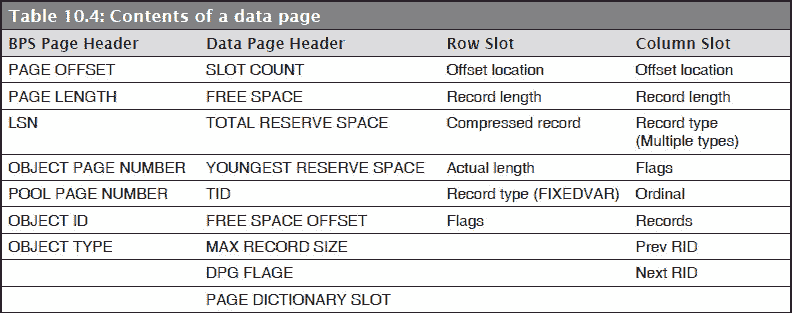 Table 10.4: Contents of a data page
BPS Page Header Data Page Header Row Slot Column Slot
PAGE OFFSET SLOT COUNT Offset location Offset location
PAGE LENGTH FREE SPACE Record length Record length
LSN TOTAL RESERVE SPACE Compressed record Record type
(Multiple types)
OBJECT PAGE NUMBER YOUNGEST RESERVE SPACE Actual length Flags
POOL PAGE NUMBER TID Record type (FIXEDVAR) Ordinal
OBJECT ID FREE SPACE OFFSET Flags Records
OBJECT TYPE MAX RECORD SIZE Prev RID
DPG FLAGE Next RID
PAGE DICTIONARY SLOT